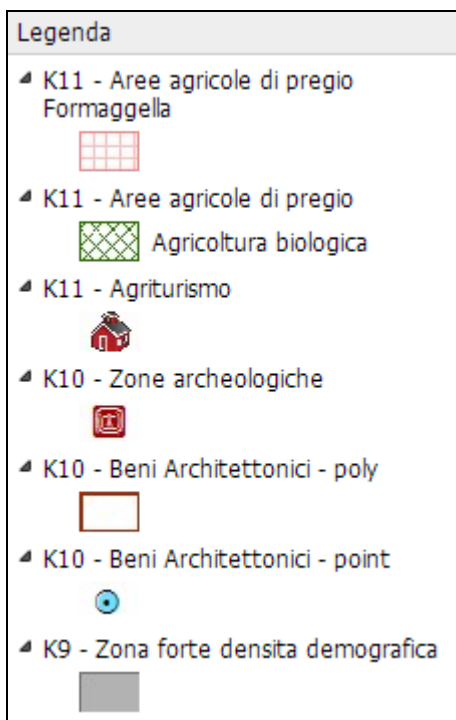 Legenda
K11 - Aree agricole di pregio
Formaggella
K11 - Aree agricole di pregio
Agricoltura biologica
K11 - Agriturismo
K10 - Zone archeologiche
K10 - Beni Architettonici - poly
K10 - Beni Architettonici - point
K9 - Zona forte densita demografica